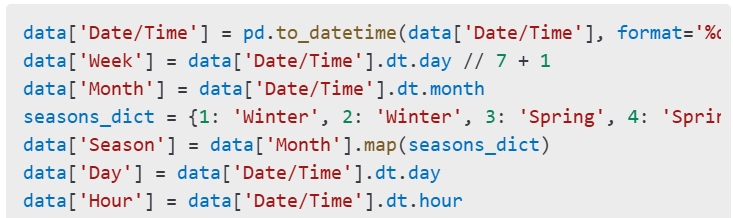 data['Date/Time'] = pd.to_datetime(data['Date/Time'], format='%
data['Week'] = data['Date/Time'].dt.day // 7 + 1
data['Month'] = data['Date/Time'].dt.month
seasons_dict = {1: 'Winter', 2: 'Winter', 3: 'Spring', 4: 'Sprin
data['Season'] = data['Month'].map(seasons_dict)
data['Day'] = data['Date/Time'].dt.day
data['Hour'] = data['Date/Time'].dt.hour